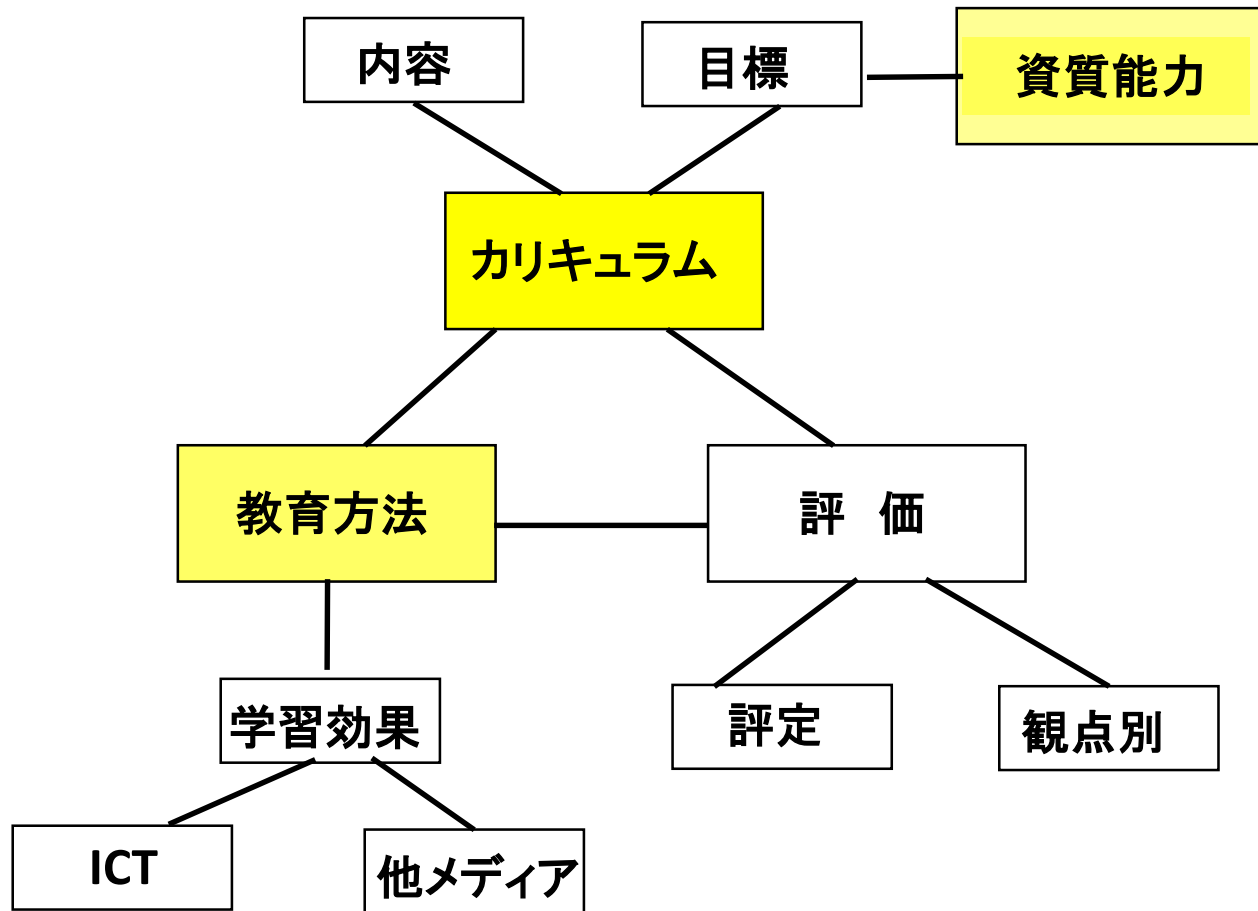 内容
目標
資質能力
カリキュラム
教育方法
評 価
学習効果
評定
観点別
ICT
他メディア